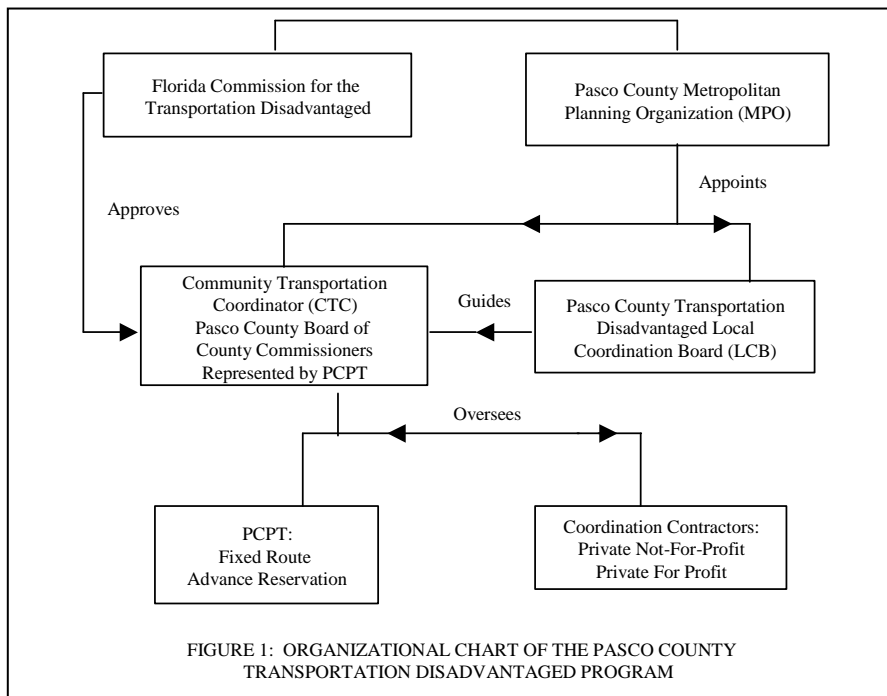 Florida Commission for the
Transportation Disadvantaged
Pasco County Metropolitan
Planning Organization (MPO)
Appoints
Approves
Community Transportation
Coordinator (CTC)
Pasco County Board of
County Commissioners
Represented by PCPT
Guides
Pasco County Transportation
Disadvantaged Local
Coordination Board (LCB)
Oversees
PCPT:
Fixed Route
Advance Reservation
Coordination Contractors:
Private Not-For-Profit
Private For Profit
FIGURE 1: ORGANIZATIONAL CHART OF THE PASCO COUNTY
TRANSPORTATION DISADVANTAGED PROGRAM